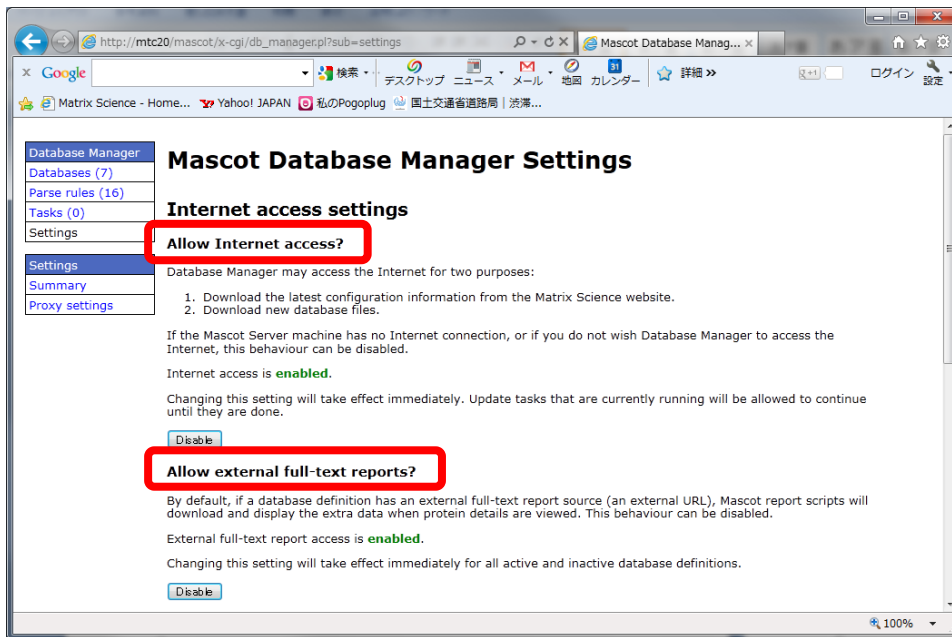 http://mtc20/mascot/x-cgi/db_manager.pl?sub=settings
Mascot Database Manag...
Google
検索
デスクトップ
ニュース
メール
地図
31
カレンダー
詳細 »
ログイン
設定
Matrix Science - Home...
Yahoo! JAPAN
私のPogoplug
国土交通省道路局 | 渋滞...
Database Manager
Databases (7)
Parse rules (16)
Tasks (0)
Settings
Settings
Summary
Proxy settings
Mascot Database Manager Settings
Internet access settings
Allow Internet access?
Database Manager may access the Internet for two purposes:
1. Download the latest configuration information from the Matrix Science website.
2. Download new database files.
If the Mascot Server machine has no Internet connection, or if you do not wish Database Manager to access the
Internet, this behaviour can be disabled.
Internet access is enabled.
Changing this setting will take effect immediately. Update tasks that are currently running will be allowed to continue
until they are done.
Disable
Allow external full-text reports?
By default, if a database definition has an external full-text report source (an external URL), Mascot report scripts will
download and display the extra data when protein details are viewed. This behaviour can be disabled.
External full-text report access is enabled.
Changing this setting will take effect immediately for all active and inactive database definitions.
Disable
100%